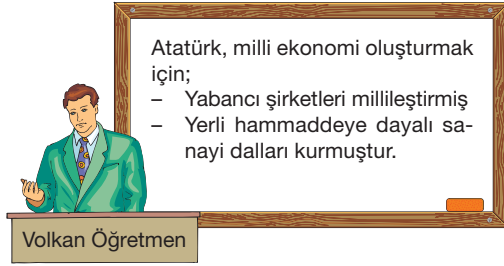 Atatürk, milli ekonomi oluşturmak
için;
– Yabancı şirketleri millileştirmiş
– Yerli hammaddeye dayalı sa-
nayi dalları kurmuştur.
Volkan Öğretmen